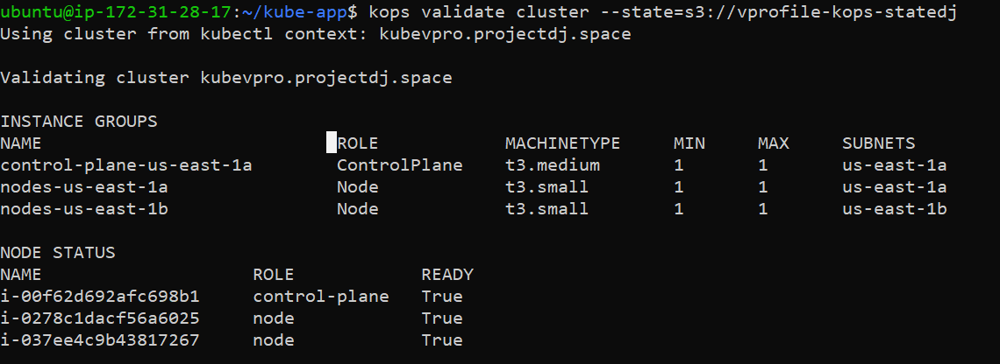 ubuntu@ip-172-31-28-17:~/kube-app$ kops validate cluster --state=s3://vprofile-kops-statedj
Using cluster from kubectl context: kubevpro.projectdj.space
Validating cluster kubevpro.projectdj.space
INSTANCE GROUPS
NAME ROLE MACHINETYPE MIN MAX SUBNETS
control-plane-us-east-1a ControlPlane t3.medium 1 1 us-east-1a
nodes-us-east-1a Node t3.small 1 1 us-east-1a
nodes-us-east-1b Node t3.small 1 1 us-east-1b
NODE STATUS
NAME ROLE READY
i-00f62d692afc698b1 control-plane True
i-0278c1dacf56a6025 node True
i-037ee4c9b43817267 node True